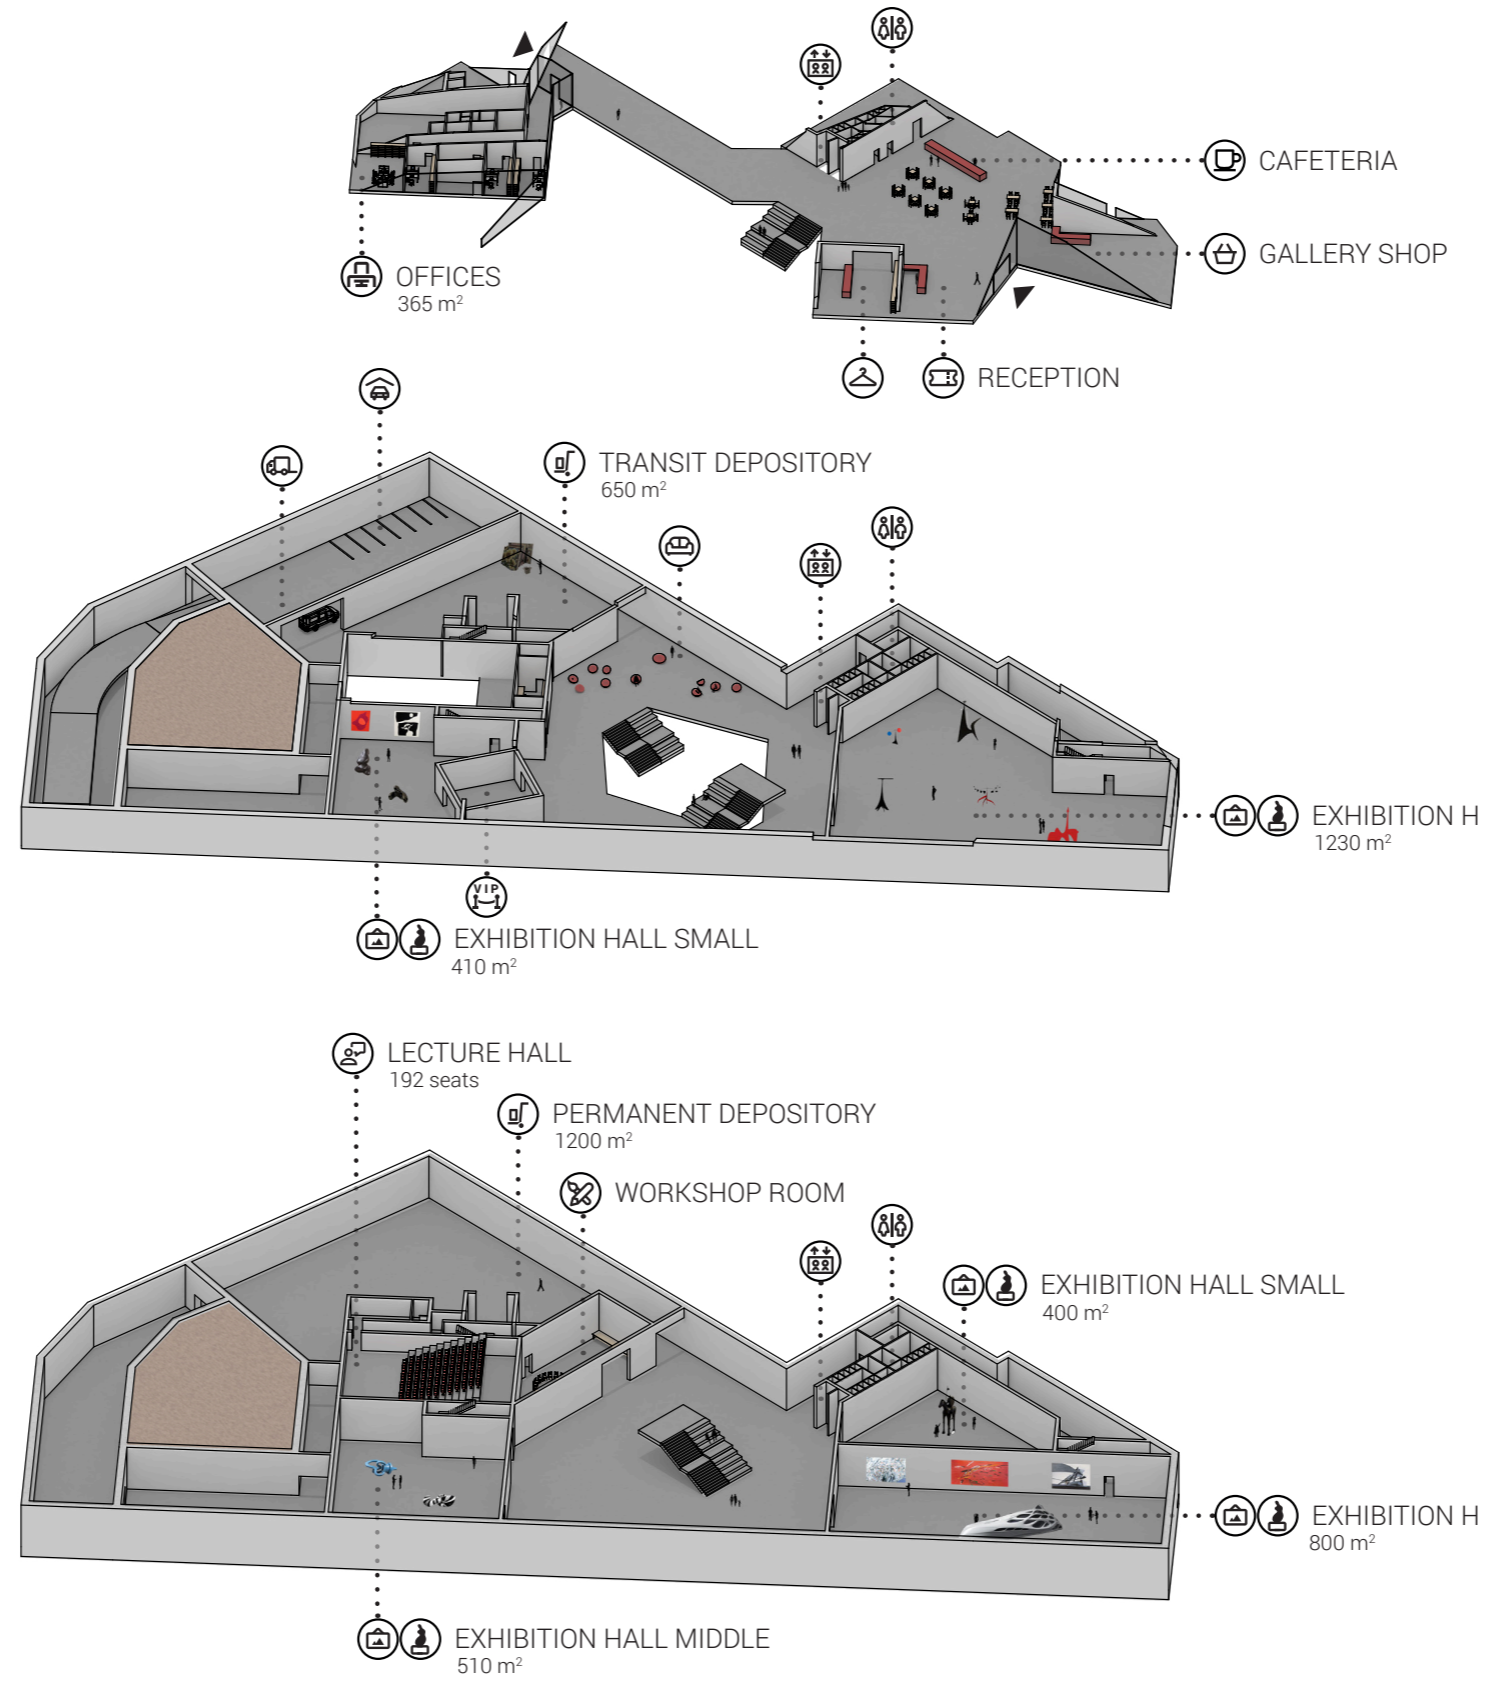 CAFETERIA
GALLERY SHOP
OFFICES
365 m²
RECEPTION
TRANSIT DEPOSITORY
650 m²
EXHIBITION H
1230 m²
VIP
EXHIBITION HALL SMALL
410 m²
LECTURE HALL
192 seats
PERMANENT DEPOSITORY
1200 m²
WORKSHOP ROOM
EXHIBITION HALL SMALL
400 m²
EXHIBITION H
800 m²
EXHIBITION HALL MIDDLE
510 m²